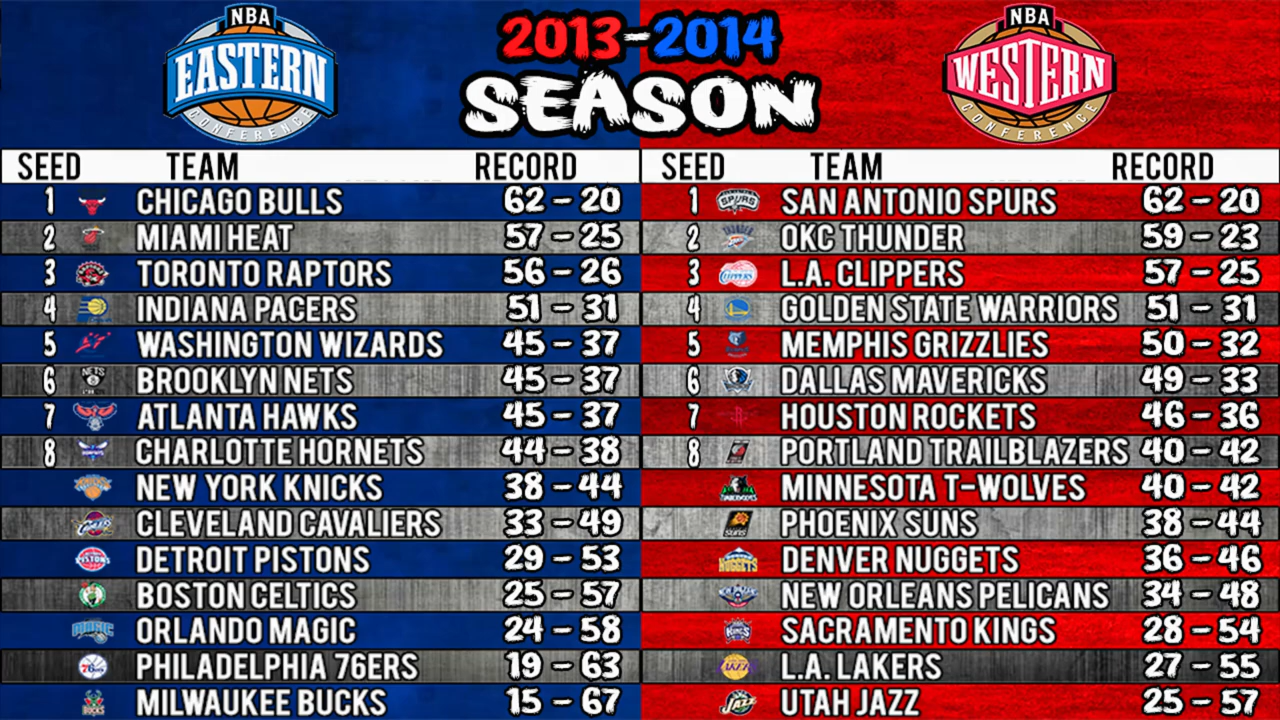 NBA
EASTERN
CONFERENCE
2013-2014
SEASON
NBA
WESTERN
CONFERENCE
SEED TEAM RECORD
1 CHICAGO BULLS 62 – 20
2 MIAMI HEAT 57 – 25
3 TORONTO RAPTORS 56 – 26
4 INDIANA PACERS 51 – 31
5 WASHINGTON WIZARDS 45 – 37
6 BROOKLYN NETS 45 – 37
7 ATLANTA HAWKS 45 – 37
8 CHARLOTTE HORNETS 44 – 38
NEW YORK KNICKS 38 – 44
CLEVELAND CAVALIERS 33 – 49
DETROIT PISTONS 29 – 53
BOSTON CELTICS 25 – 57
ORLANDO MAGIC 24 – 58
PHILADELPHIA 76ERS 19 – 63
MILWAUKEE BUCKS 15 – 67
SEED TEAM RECORD
1 SAN ANTONIO SPURS 62 – 20
2 OKC THUNDER 59 – 23
3 L.A. CLIPPERS 57 – 25
4 GOLDEN STATE WARRIORS 51 – 31
5 MEMPHIS GRIZZLIES 50 – 32
6 DALLAS MAVERICKS 49 – 33
7 HOUSTON ROCKETS 46 – 36
8 PORTLAND TRAILBLAZERS 40 – 42
MINNESOTA T-WOLVES 40 – 42
PHOENIX SUNS 38 – 44
DENVER NUGGETS 36 – 46
NEW ORLEANS PELICANS 34 – 48
SACRAMENTO KINGS 28 – 54
L.A. LAKERS 27 – 55
UTAH JAZZ 25 – 57